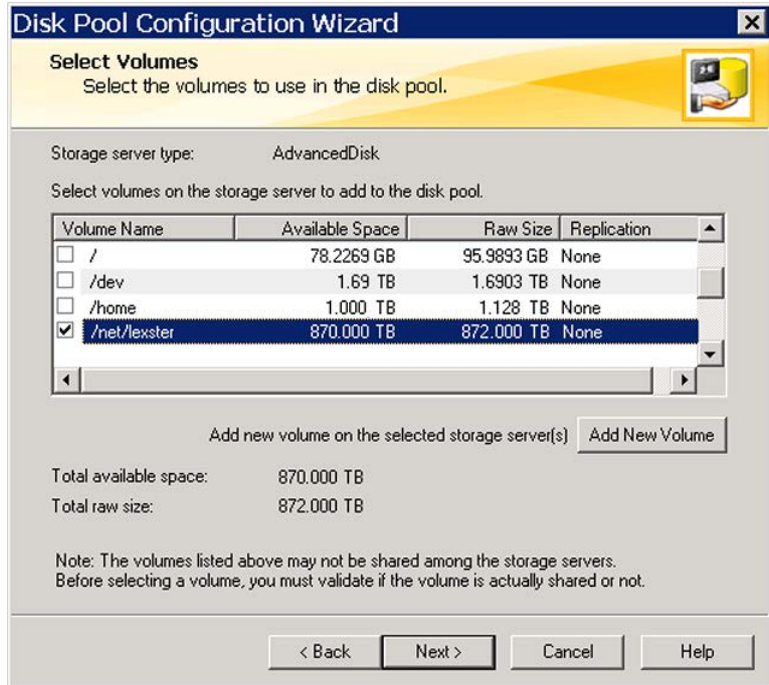 Disk Pool Configuration Wizard
Select Volumes
Select the volumes to use in the disk pool.
Storage server type: AdvancedDisk
Select volumes on the storage server to add to the disk pool.
Volume Name Available Space Raw Size Replication
/ 78.2269 GB 95.9893 GB None
/dev 1.69 TB 1.6903 TB None
/home 1.000 TB 1.128 TB None
/net/lexster 870.000 TB 872.000 TB None
Add new volume on the selected storage server(s) Add New Volume
Total available space: 870.000 TB
Total raw size: 872.000 TB
Note: The volumes listed above may not be shared among the storage servers.
Before selecting a volume, you must validate if the volume is actually shared or not.
< Back Next > Cancel Help